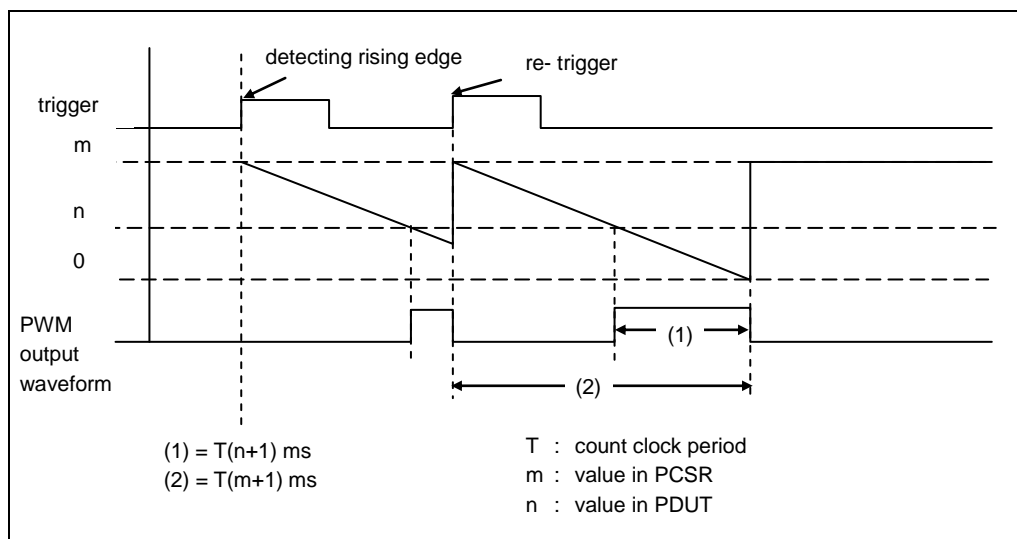 detecting rising edge
re- trigger
trigger
m
n
0
PWM
output
waveform
(1)
(2)
(1) = T(n+1) ms
(2) = T(m+1) ms
T : count clock period
m : value in PCSR
n : value in PDUT